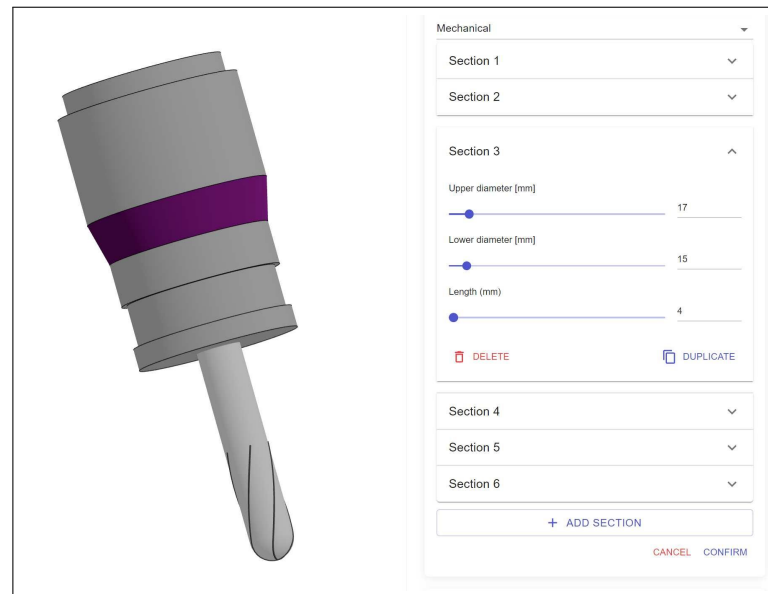 Mechanical
Section 1
Section 2
Section 3
Upper diameter [mm]
17
Lower diameter [mm]
15
Length (mm)
4
DELETE
DUPLICATE
Section 4
Section 5
Section 6
+ ADD SECTION
CANCEL CONFIRM